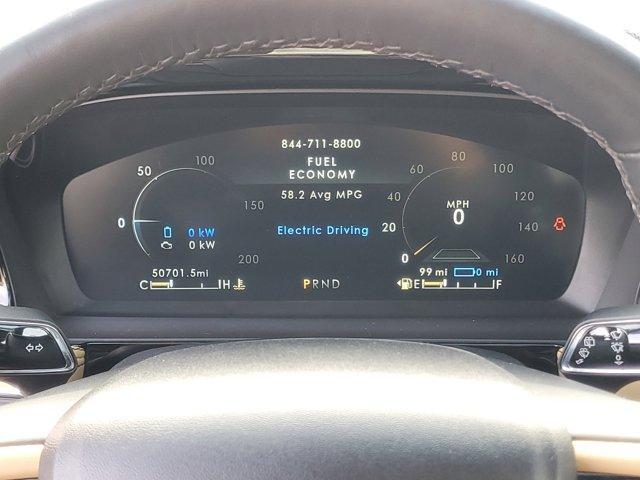 844-711-8800
FUEL
ECONOMY
58.2 Avg MPG
Electric Driving
0
50
100
150
200
0 kW
0 kW
0
20
40
60
80
100
120
140
160
MPH
0
50701.5mi
C H
PRND
99 mi 0 mi
E F